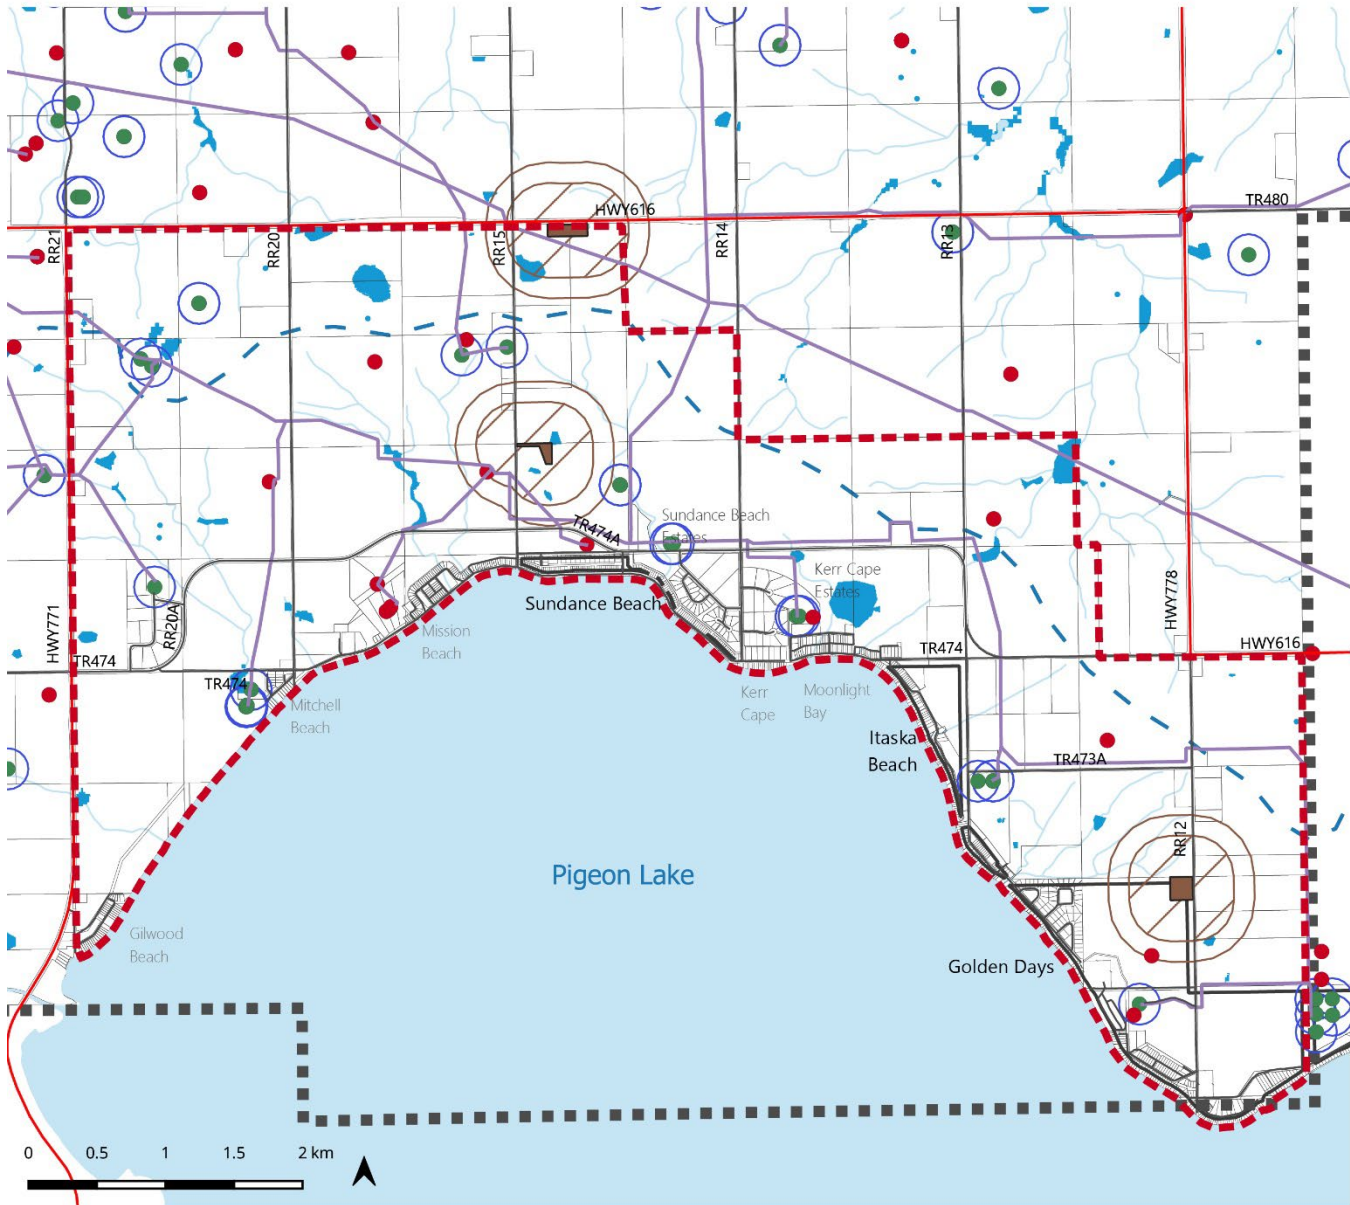 HWY616
TR480
RR21
RR20
RR15
RR14
RR13
Sundance Beach
Estates
TR474A
Kerr Cape
Estates
HWY771
RR20A
Sundance Beach
HWY778
Mission
Beach
TR474
TR474
HWY616
TR474
Mitchell
Beach
Kerr
Cape
Moonlight
Bay
Itaska
Beach
TR473A
RR12
Pigeon Lake
Gilwood
Beach
Golden Days
0 0.5 1 1.5 2 km